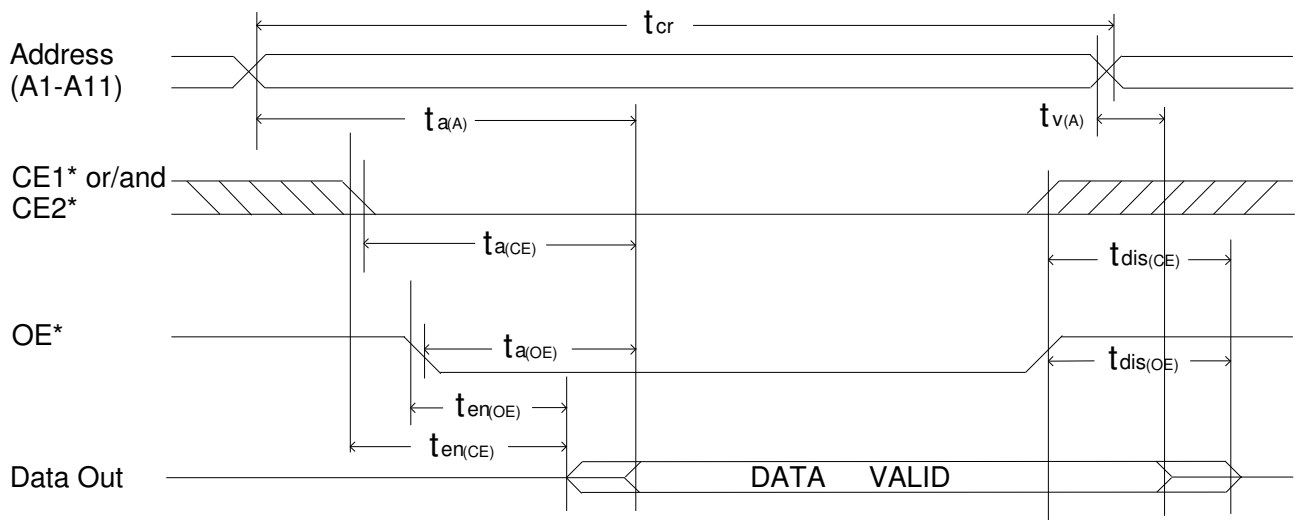 tcr
Address
(A1-A11)
ta(A)
tv(A)
CE1* or/and
CE2*
ta(CE)
tdis(CE)
OE*
ta(OE)
tdis(OE)
ten(OE)
ten(CE)
Data Out
DATA VALID